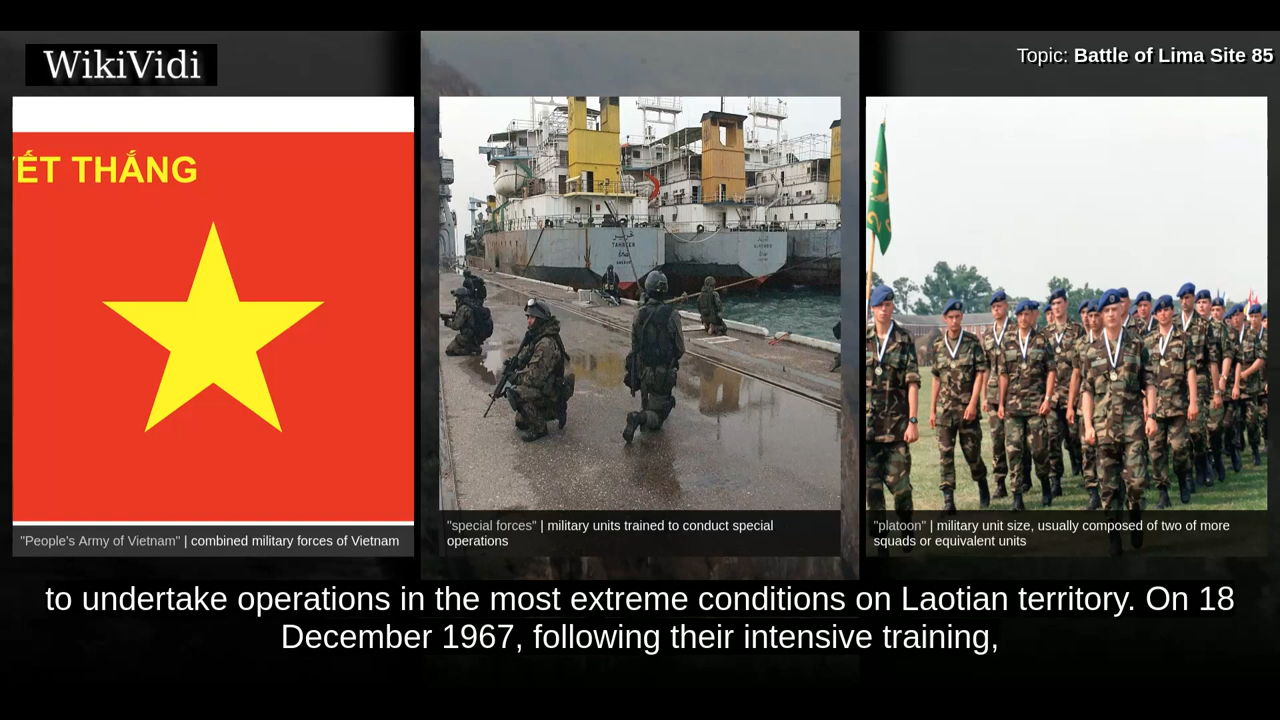 WikiVidi
Topic: Battle of Lima Site 85
ẾT THẮNG
"People's Army of Vietnam" | combined military forces of Vietnam
"special forces" | military units trained to conduct special
operations
"platoon" | military unit size, usually composed of two of more
squads or equivalent units
to undertake operations in the most extreme conditions on Laotian territory. On 18
December 1967, following their intensive training,